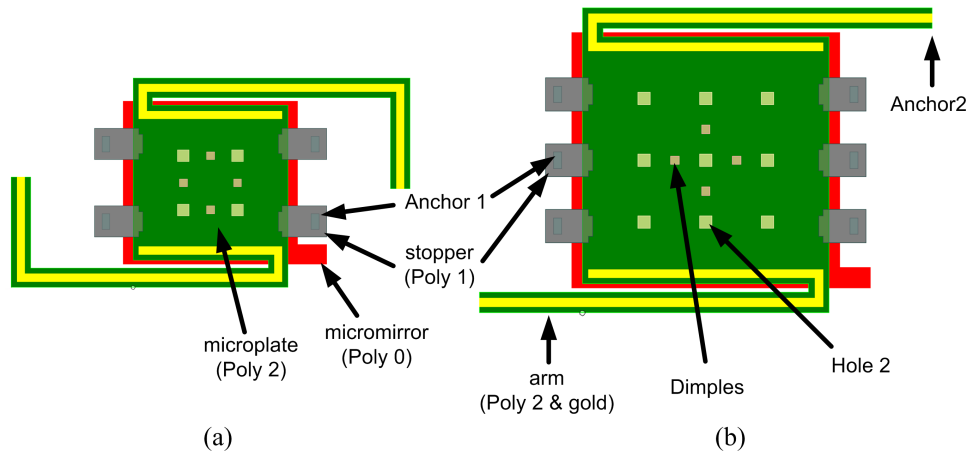 Anchor2
Anchor 1
stopper
(Poly 1)
microplate
(Poly 2)
micromirror
(Poly 0)
arm
(Poly 2 & gold)
Dimples
Hole 2
(a)
(b)